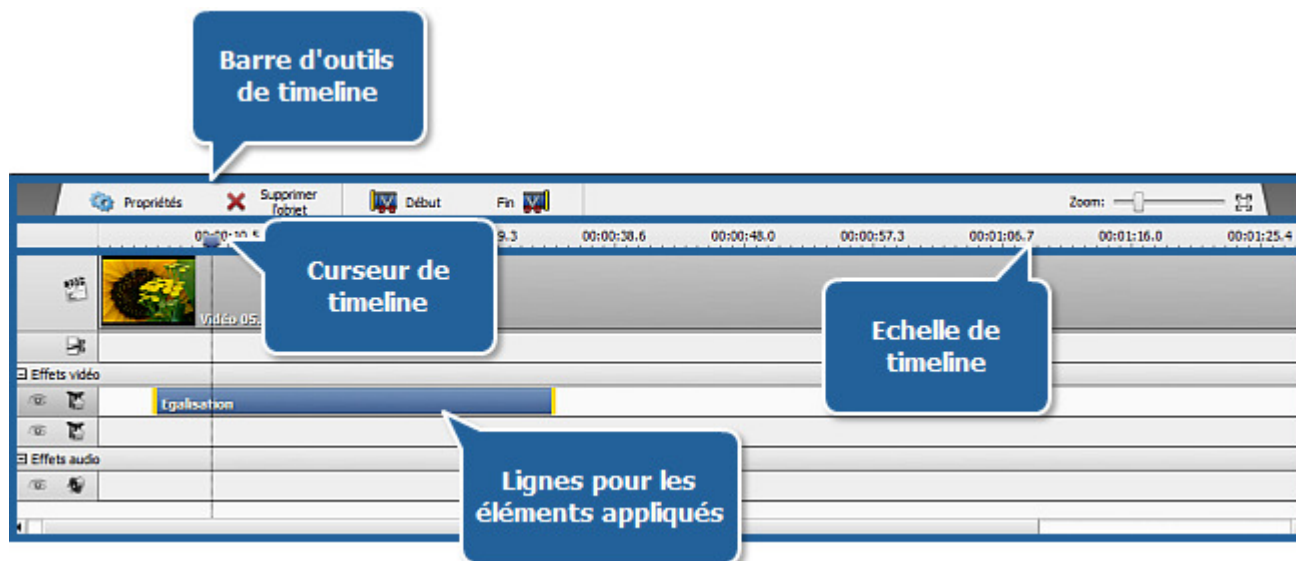 Barre d'outils
de timeline
Propriétés
Supprimer
l'objet
Début
Fin
Zoom:
9.3
00:00:38.6
00:00:48.0
00:00:57.3
00:01:06.7
00:01:16.0
00:01:25.4
Curseur de
timeline
Echelle de
timeline
Vidéo 05.
Effets vidéo
Egalisation
Effets audio
Lignes pour les
éléments appliqués